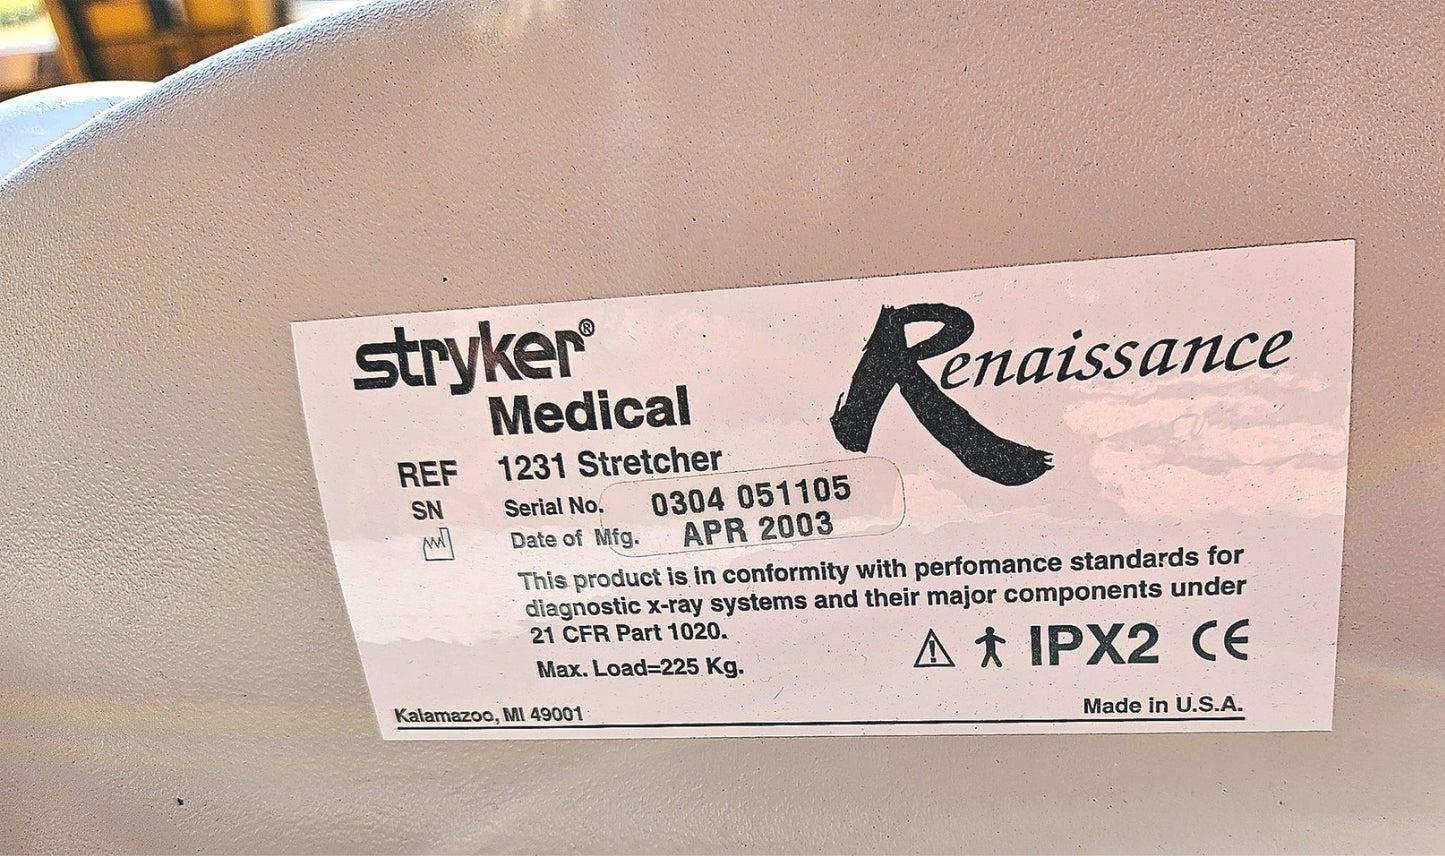 stryker®
Medical
Renaissance
REF 1231 Stretcher
SN Serial No. 0304 051105
Date of Mfg. APR 2003
This product is in conformity with perfomance standards for
diagnostic x-ray systems and their major components under
21 CFR Part 1020.
Max. Load=225 Kg.
IPX2 CE
Kalamazoo, MI 49001
Made in U.S.A.